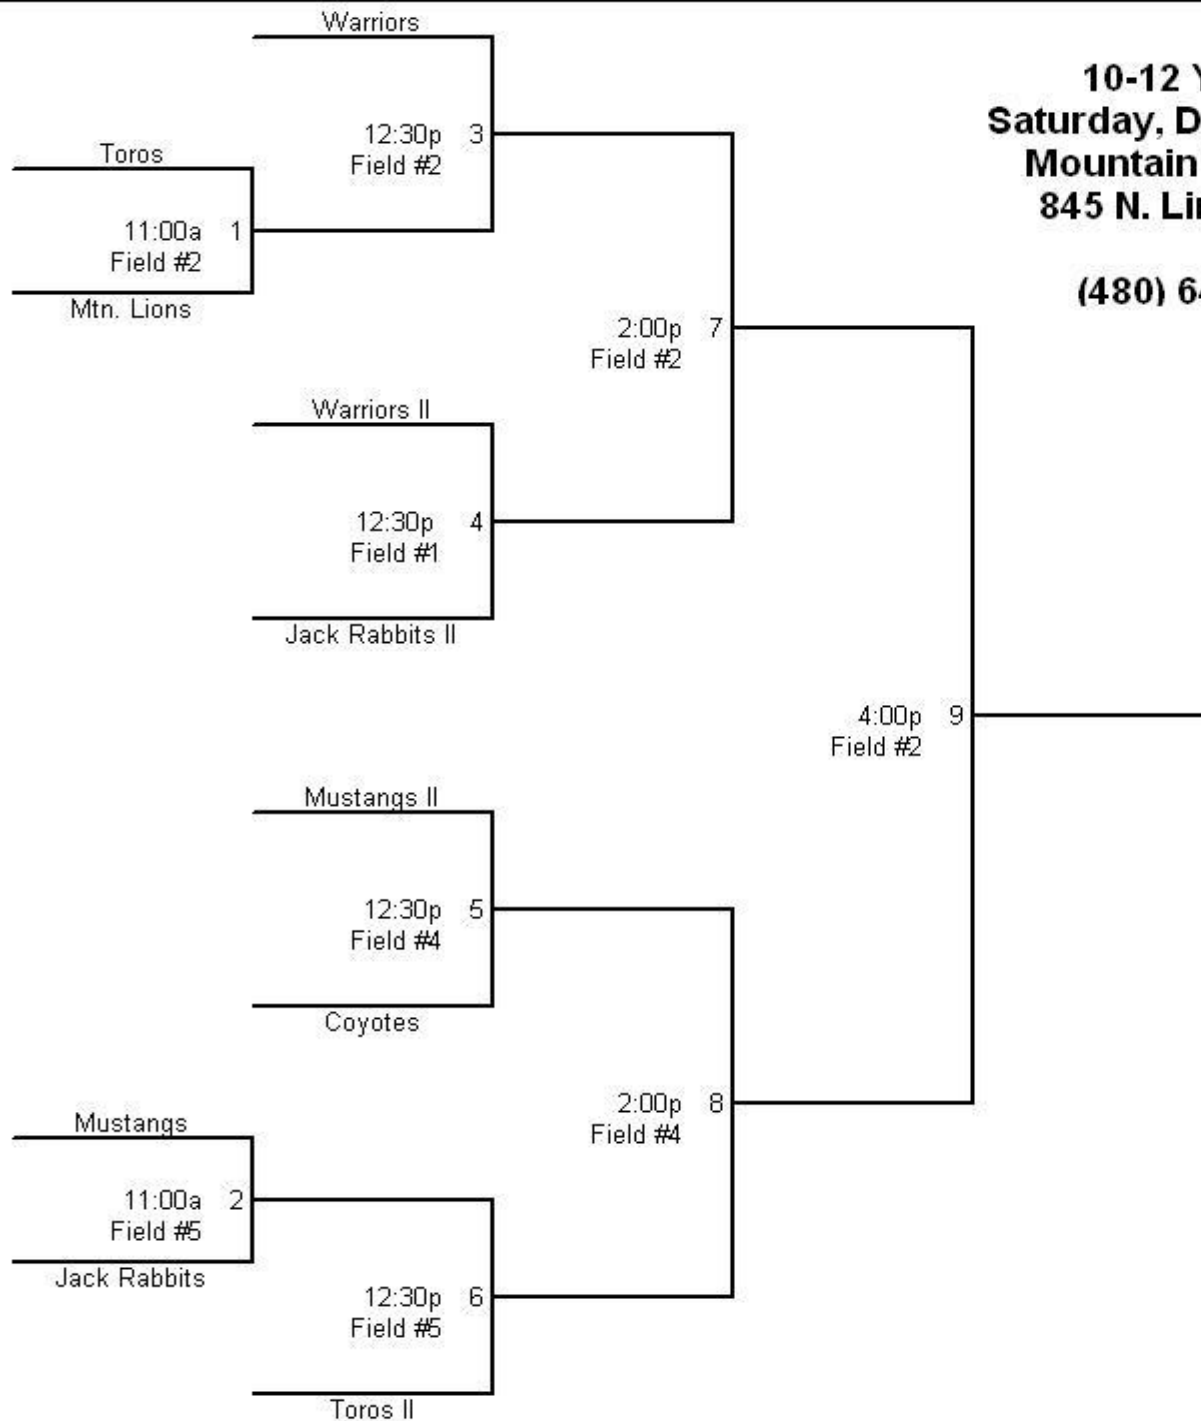 Warriors
10-12
Saturday,
Mountain
845 N.
(480)
12:30p 3
Field #2
Toros
11:00a 1
Field #2
Mtn. Lions
2:00p 7
Field #2
Warriors II
12:30p 4
Field #1
Jack Rabbits II
4:00p 9
Field #2
Mustangs II
12:30p 5
Field #4
Coyotes
2:00p 8
Field #4
Mustangs
11:00a 2
Field #5
Jack Rabbits
12:30p 6
Field #5
Toros II